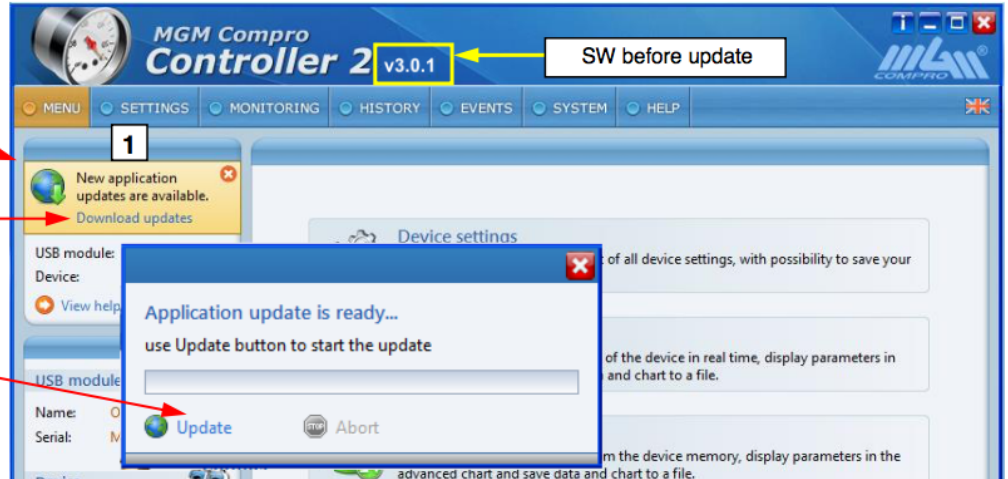 MGM Compro
Controller 2 v3.0.1
SW before update
COMPRO
MENU SETTINGS MONITORING HISTORY EVENTS SYSTEM HELP
1
New application
updates are available.
Download updates
USB module:
Device:
View help
Device settings
of all device settings, with possibility to save your
Application update is ready...
use Update button to start the update
Update Abort
of the device in real time, display parameters in
and chart to a file.
USB module
Name: O
Serial: M
m the device memory, display parameters in the
advanced chart and save data and chart to a file.